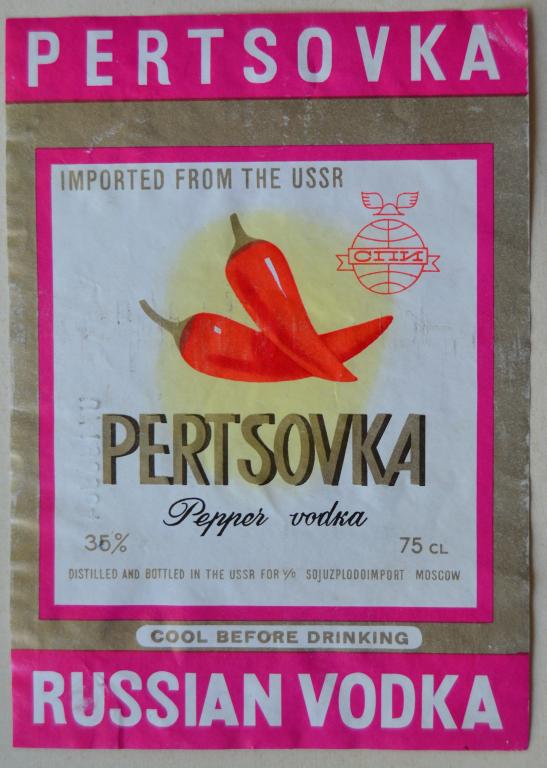 PERTSOVKA
IMPORTED FROM THE USSR
СПИ
PERTSOVKA
Pepper vodka
35% 75 CL
DISTILLED AND BOTTLED IN THE USSR FOR V/O SOJUZPLODOIMPORT MOSCOW
COOL BEFORE DRINKING
RUSSIAN VODKA